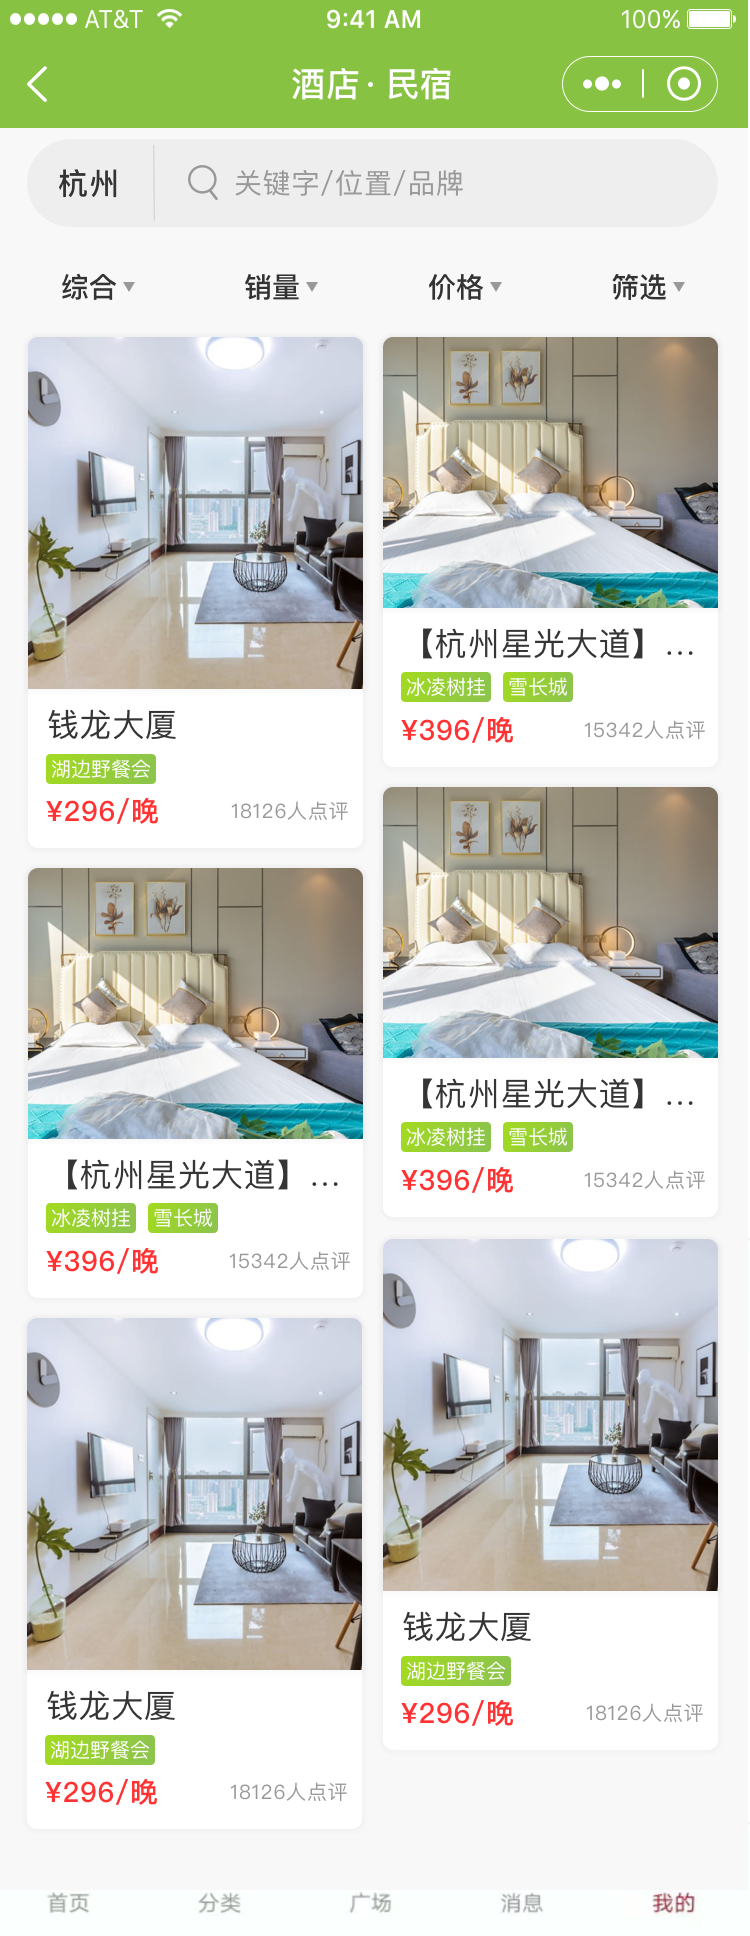 AT&T 9:41 AM 100%
酒店 · 民宿
杭州 关键字/位置/品牌
综合 销量 价格 筛选
钱龙大厦
湖边野餐会
¥296/晚 18126人点评
【杭州星光大道】...
冰凌树挂 雪长城
¥396/晚 15342人点评
【杭州星光大道】...
冰凌树挂 雪长城
¥396/晚 15342人点评
【杭州星光大道】...
冰凌树挂 雪长城
¥396/晚 15342人点评
钱龙大厦
湖边野餐会
¥296/晚 18126人点评
钱龙大厦
湖边野餐会
¥296/晚 18126人点评
首页 分类 广场 消息 我的